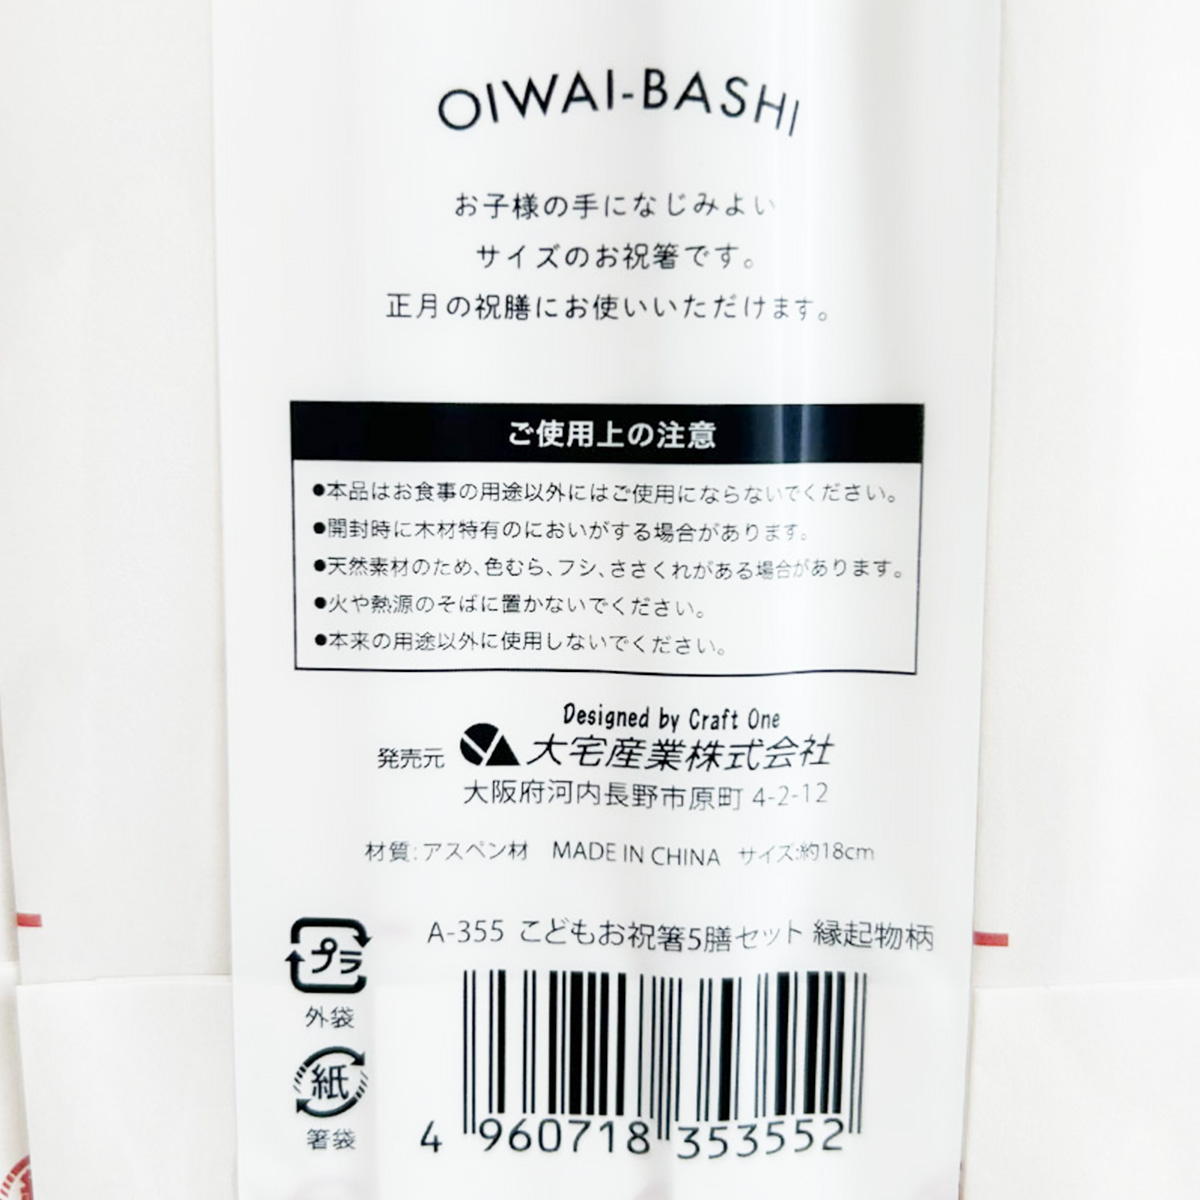 OIWAI-BASHI
お子様の手になじみよい
サイズのお祝箸です。
正月の祝膳にお使いいただけます。
ご使用上の注意
●本品はお食事の用途以外にはご使用にならないでください。
●開封時に木材特有のにおいがする場合があります。
●天然素材のため、色むら、フシ、ささくれがある場合があります。
●火や熱源のそばに置かないでください。
●本来の用途以外に使用しないでください。
Designed by Craft One
発売元 大宅産業株式会社
大阪府河内長野市原町 4-2-12
材質:アスペン材 MADE IN CHINA サイズ:約18cm
A-355 こどもお祝箸5膳セット 縁起物柄
プラ
外袋
紙
箸袋
4 960718 353552